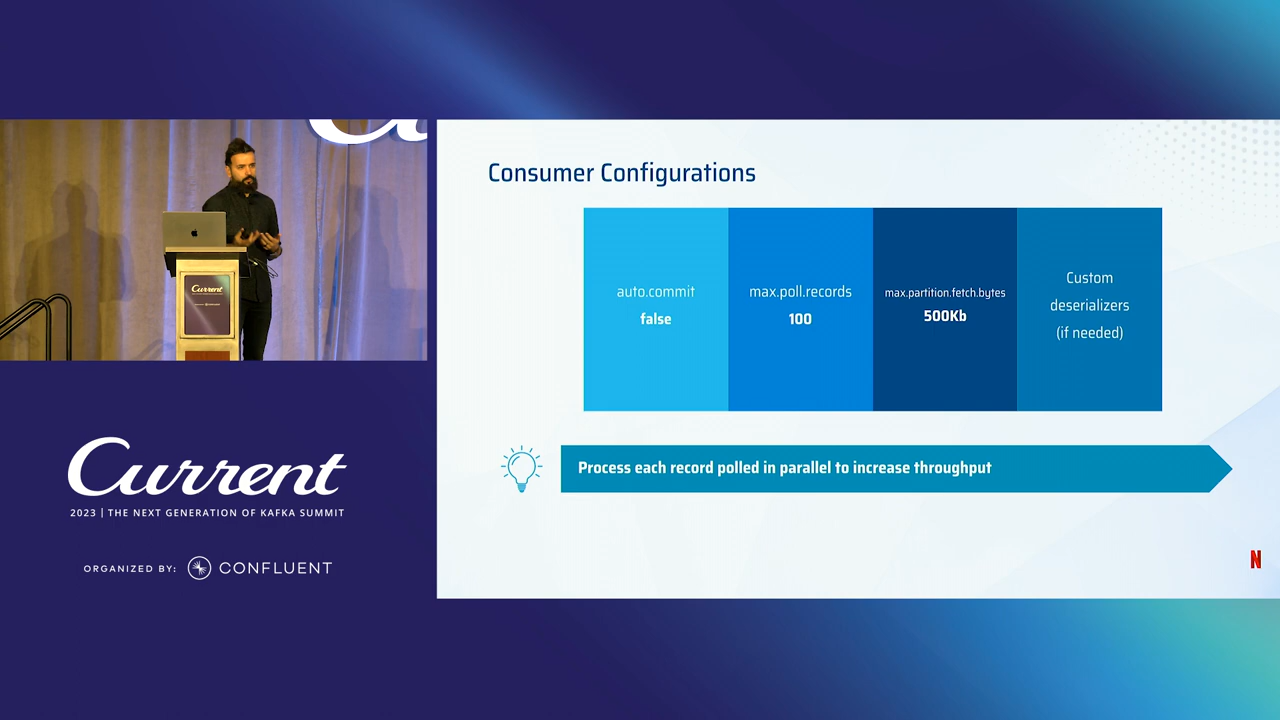 Consumer Configurations
auto.commit
false
max.poll.records
100
max.partition.fetch.bytes
500Kb
Custom
deserializers
(if needed)
Process each record polled in parallel to increase throughput
N
Current
Current
2023 | THE NEXT GENERATION OF KAFKA SUMMIT
ORGANIZED BY: CONFLUENT